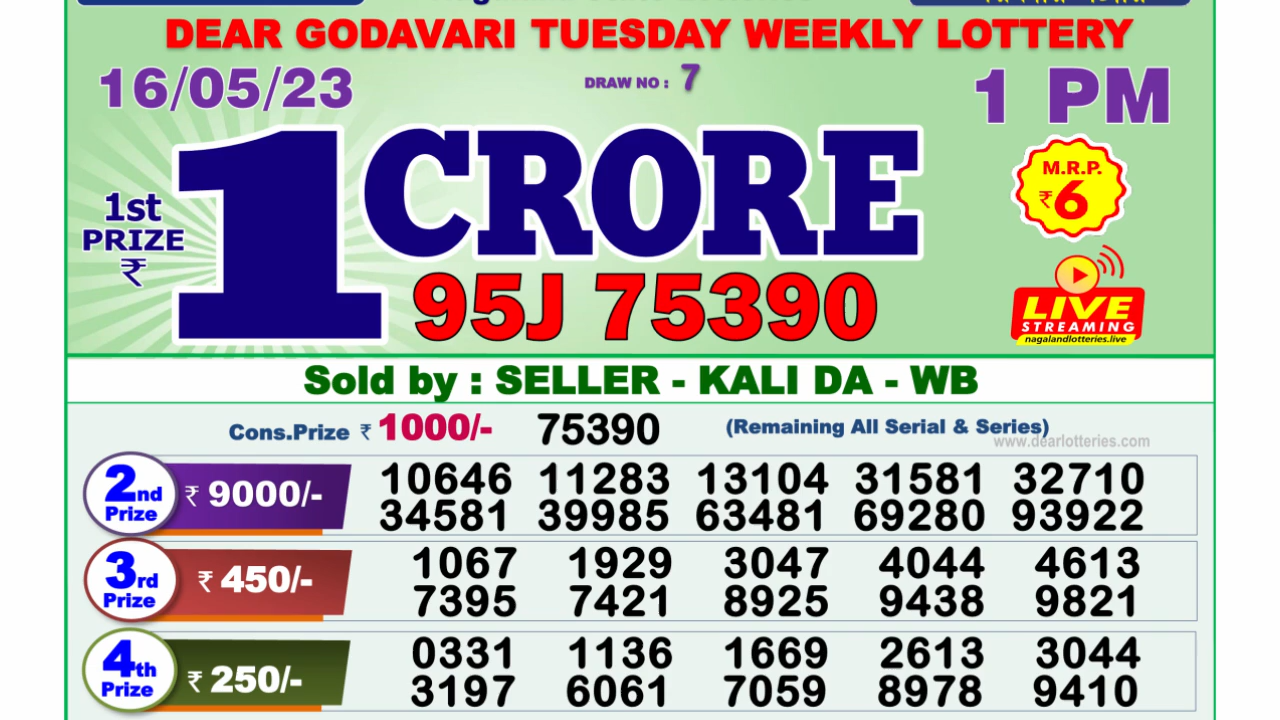 DEAR GODAVARI TUESDAY WEEKLY LOTTERY
16/05/23
DRAW NO : 7
1 PM
1st
PRIZE
₹
1 CRORE
95J 75390
M.R.P.
₹6
LIVE
STREAMING
nagalandlotteries.live
Sold by : SELLER - KALI DA - WB
Cons.Prize ₹ 1000/- 75390 (Remaining All Serial & Series)
www.dearlotteries.com
2nd Prize ₹ 9000/-
10646 11283 13104 31581 32710
34581 39985 63481 69280 93922
3rd Prize ₹ 450/-
1067 1929 3047 4044 4613
7395 7421 8925 9438 9821
4th Prize ₹ 250/-
0331 1136 1669 2613 3044
3197 6061 7059 8978 9410